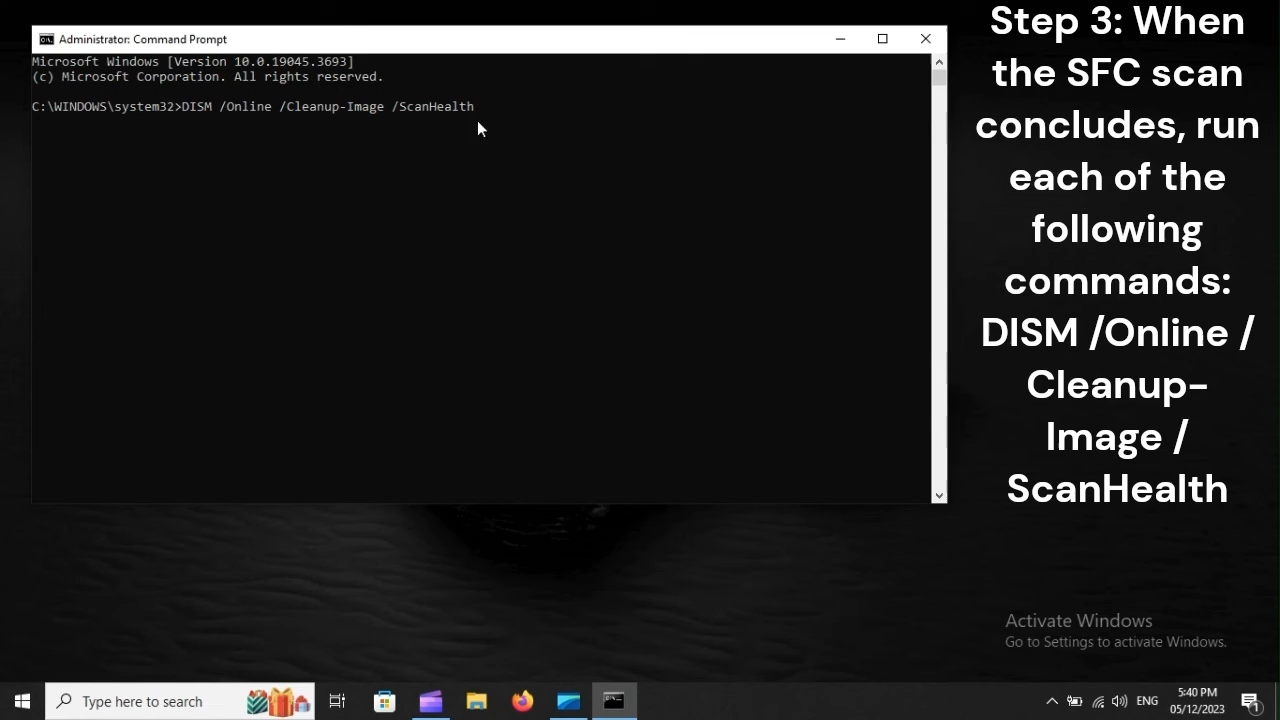 Administrator: Command Prompt
Microsoft Windows [Version 10.0.19045.3693]
(c) Microsoft Corporation. All rights reserved.
C:\WINDOWS\system32>DISM /Online /Cleanup-Image /ScanHealth
Step 3: When
the SFC scan
concludes, run
each of the
following
commands:
DISM /Online /
Cleanup-
Image /
ScanHealth
Activate Windows
Go to Settings to activate Windows.
Type here to search
ENG
5:40 PM
05/12/2023
1